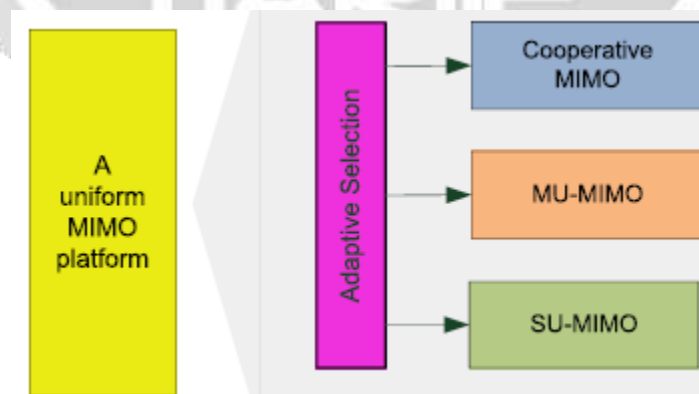 A
uniform
MIMO
platform
Adaptive Selection
Cooperative
MIMO
MU-MIMO
SU-MIMO